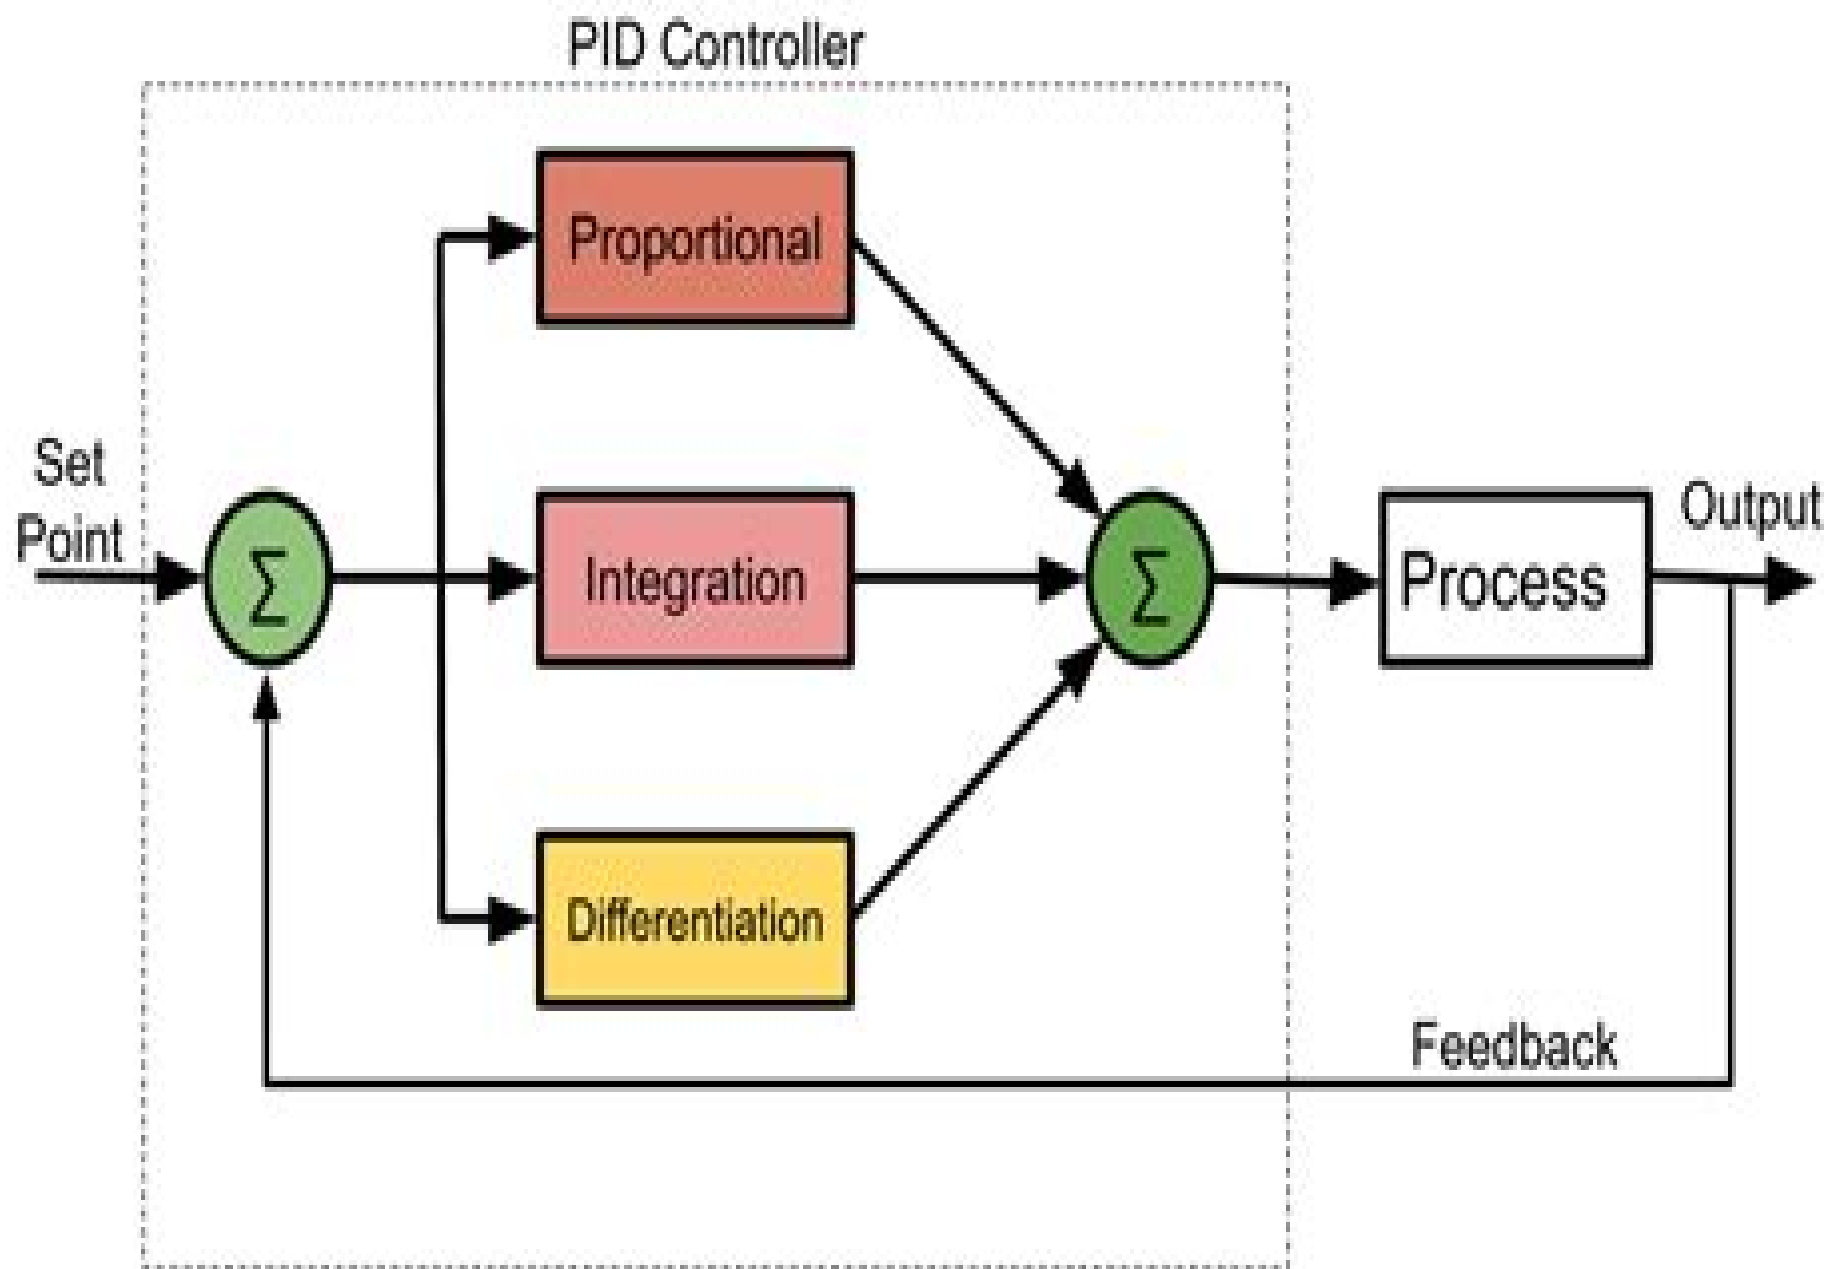 PID Controller
Proportional
Set
Point
Σ
Integration
Σ
Process
Output
Differentiation
Feedback